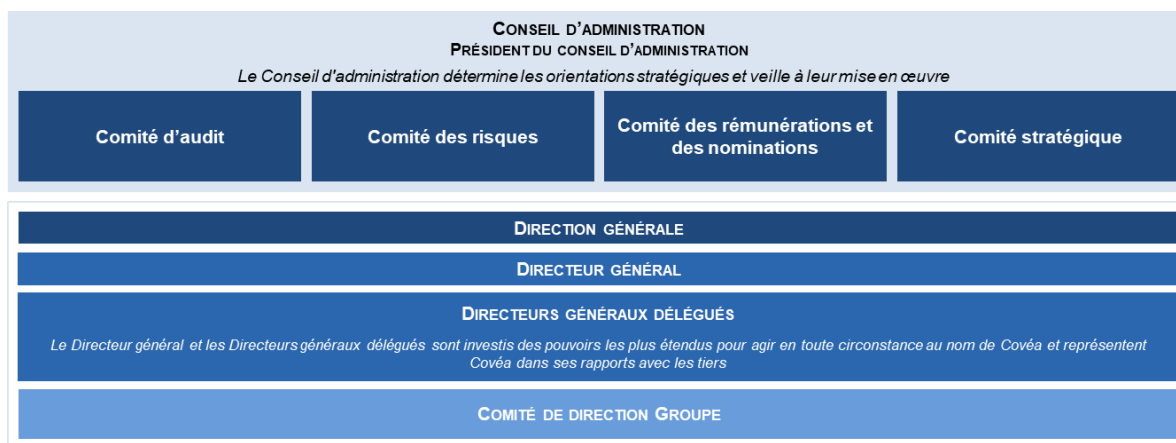 CONSEIL D'ADMINISTRATION
PRÉSIDENT DU CONSEIL D'ADMINISTRATION
Le Conseil d'administration détermine les orientations stratégiques et veille à leur mise en œuvre
Comité d'audit
Comité des risques
Comité des rémunérations et
des nominations
Comité stratégique
DIRECTION GÉNÉRALE
DIRECTEUR GÉNÉRAL
DIRECTEURS GÉNÉRAUX DÉLÉGUÉS
Le Directeur général et les Directeurs généraux délégués sont investis des pouvoirs les plus étendus pour agir en toute circonstance au nom de Covéa et représentent
Covéa dans ses rapports avec les tiers
COMITÉ DE DIRECTION GROUPE